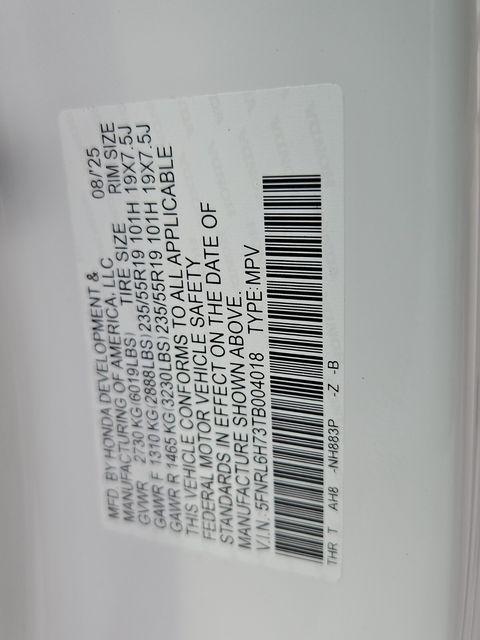 MFD. BY HONDA DEVELOPMENT & 08/'25
MANUFACTURING OF AMERICA, LLC
TIRE SIZE RIM SIZE
GVWR 2730 KG(6019LBS)
GAWR F 1310 KG(2888LBS)235/55R19 101H 19X7.5J
GAWR R 1465 KG(3230LBS)235/55R19 101H 19X7.5J
THIS VEHICLE CONFORMS TO ALL APPLICABLE
FEDERAL MOTOR VEHICLE SAFETY
STANDARDS IN EFFECT ON THE DATE OF
MANUFACTURE SHOWN ABOVE.
V.I.N.:5FNRL6H73TB004018 TYPE:MPV
THR T AH8 -NH883P -Z -B